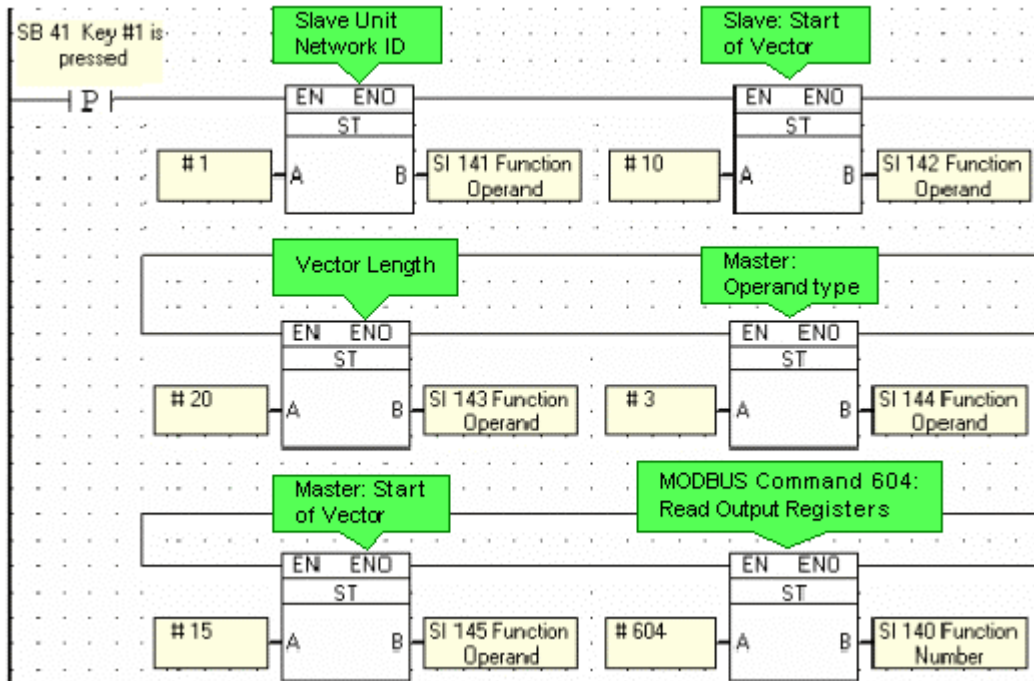 SB 41 Key #1 is
pressed
P
Slave Unit
Network ID
EN ENO
ST
# 1
A
B
SI 141 Function
Operand
Slave: Start
of Vector
EN ENO
ST
# 10
A
B
SI 142 Function
Operand
Vector Length
EN ENO
ST
# 20
A
B
SI 143 Function
Operand
Master:
Operand type
EN ENO
ST
# 3
A
B
SI 144 Function
Operand
Master: Start
of Vector
EN ENO
ST
# 15
A
B
SI 145 Function
Operand
MODBUS Command 604:
Read Output Registers
EN ENO
ST
# 604
A
B
SI 140 Function
Number